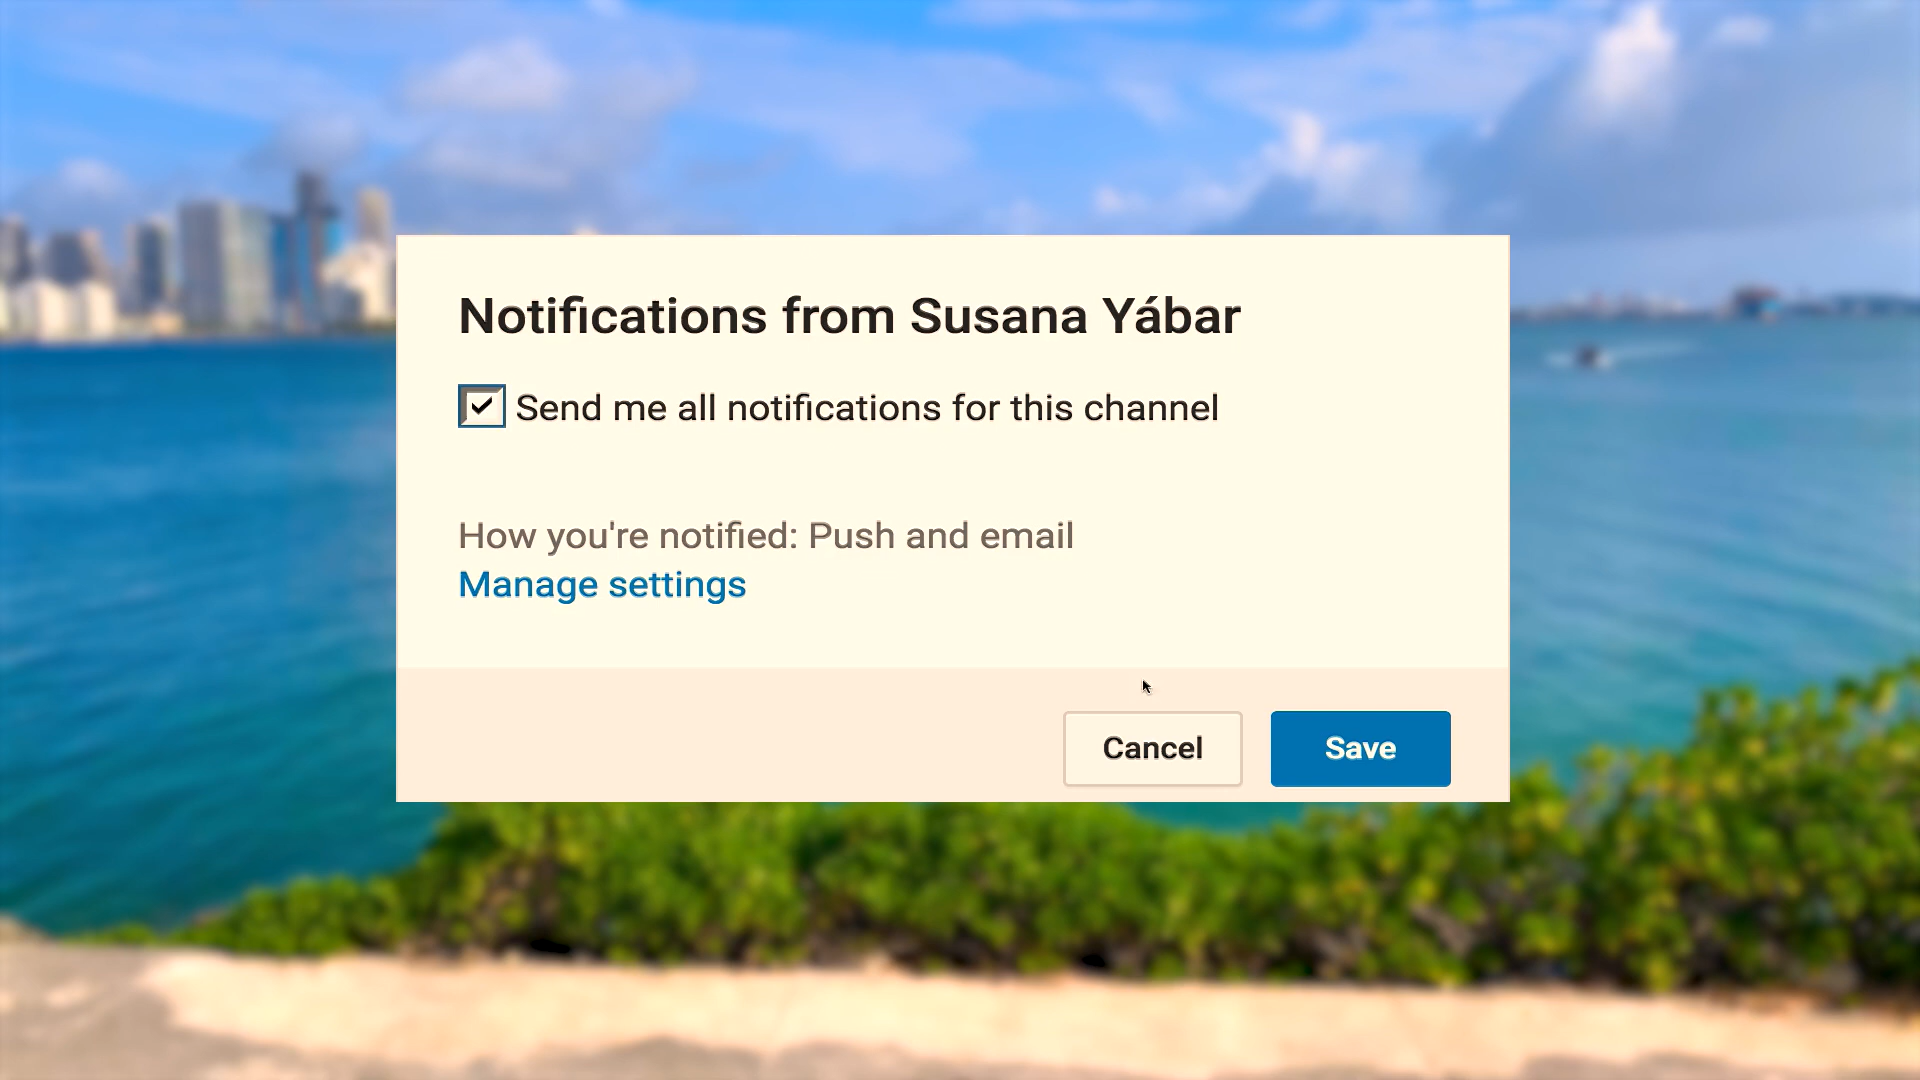 Notifications from Susana Yábar
Send me all notifications for this channel
How you're notified: Push and email
Manage settings
Cancel
Save